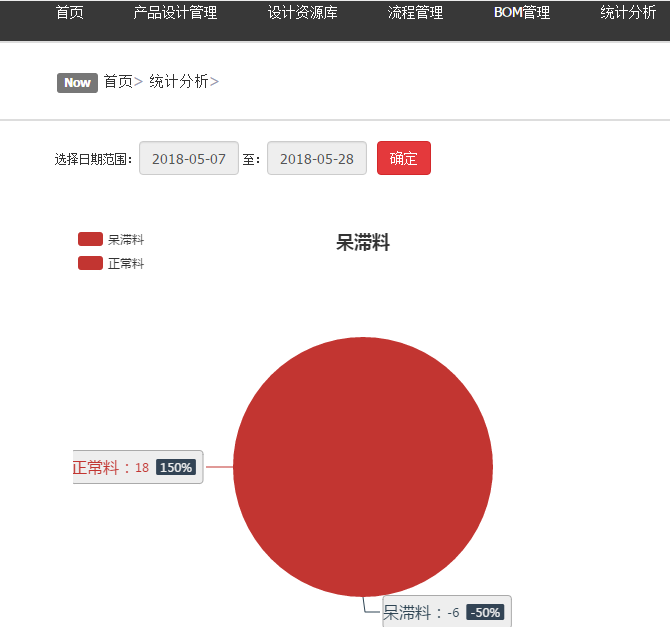 首页 产品设计管理 设计资源库 流程管理 BOM管理 统计分析
Now 首页> 统计分析>
选择日期范围： 2018-05-07 至： 2018-05-28 确定
呆滞料
呆滞料
正常料
正常料：18 150%
呆滞料：-6 -50%